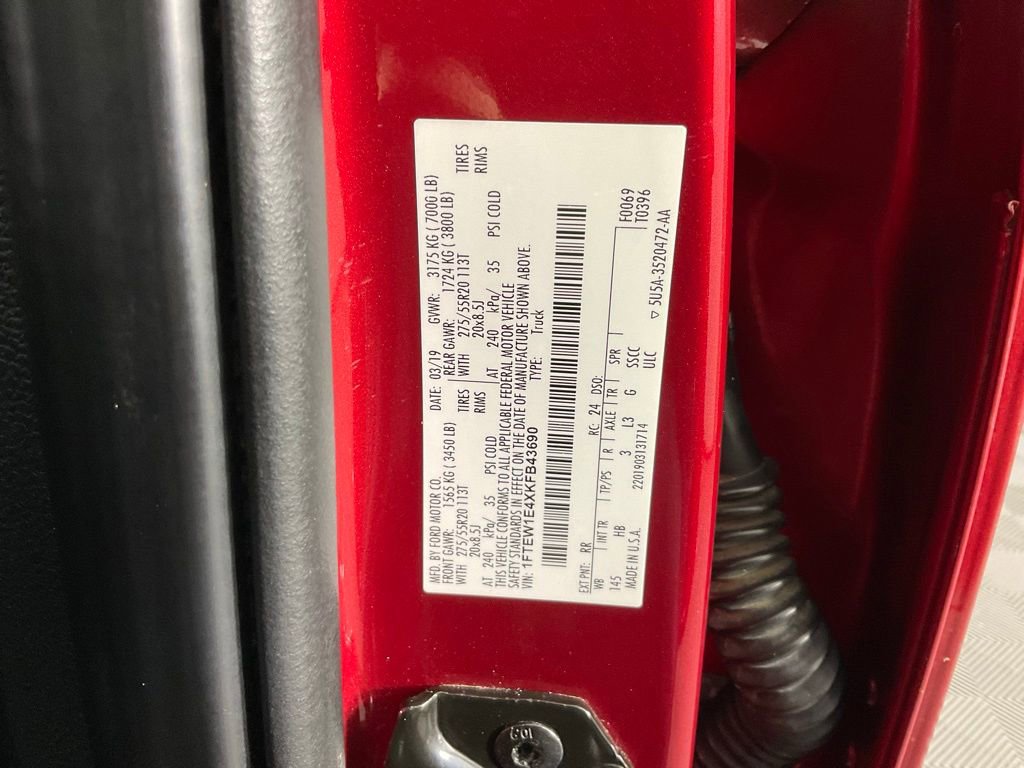 MFD. BY FORD MOTOR CO. DATE: 03/19 GVWR: 3175 KG ( 7000 LB)
FRONT GAWR: 1565 KG ( 3450 LB) REAR GAWR: 1724 KG ( 3800 LB)
WITH 275/55R20 113T TIRES WITH 275/55R20 113T TIRES
20x8.5J RIMS 20x8.5J RIMS
AT 240 kPa/ 35 PSI COLD AT 240 kPa/ 35 PSI COLD
THIS VEHICLE CONFORMS TO ALL APPLICABLE FEDERAL MOTOR VEHICLE
SAFETY STANDARDS IN EFFECT ON THE DATE OF MANUFACTURE SHOWN ABOVE.
VIN: 1FTEW1E4XKFB43690 TYPE: Truck
EXT PNT: RR RC: 24 DSO: F0069
WB INT TR TP/PS R AXLE TR SPR T0396
145 HB 3 L3 G SSCC
MADE IN U.S.A. 2201903131714 ULC
▽ 5U5A-3520472-AA
10.9